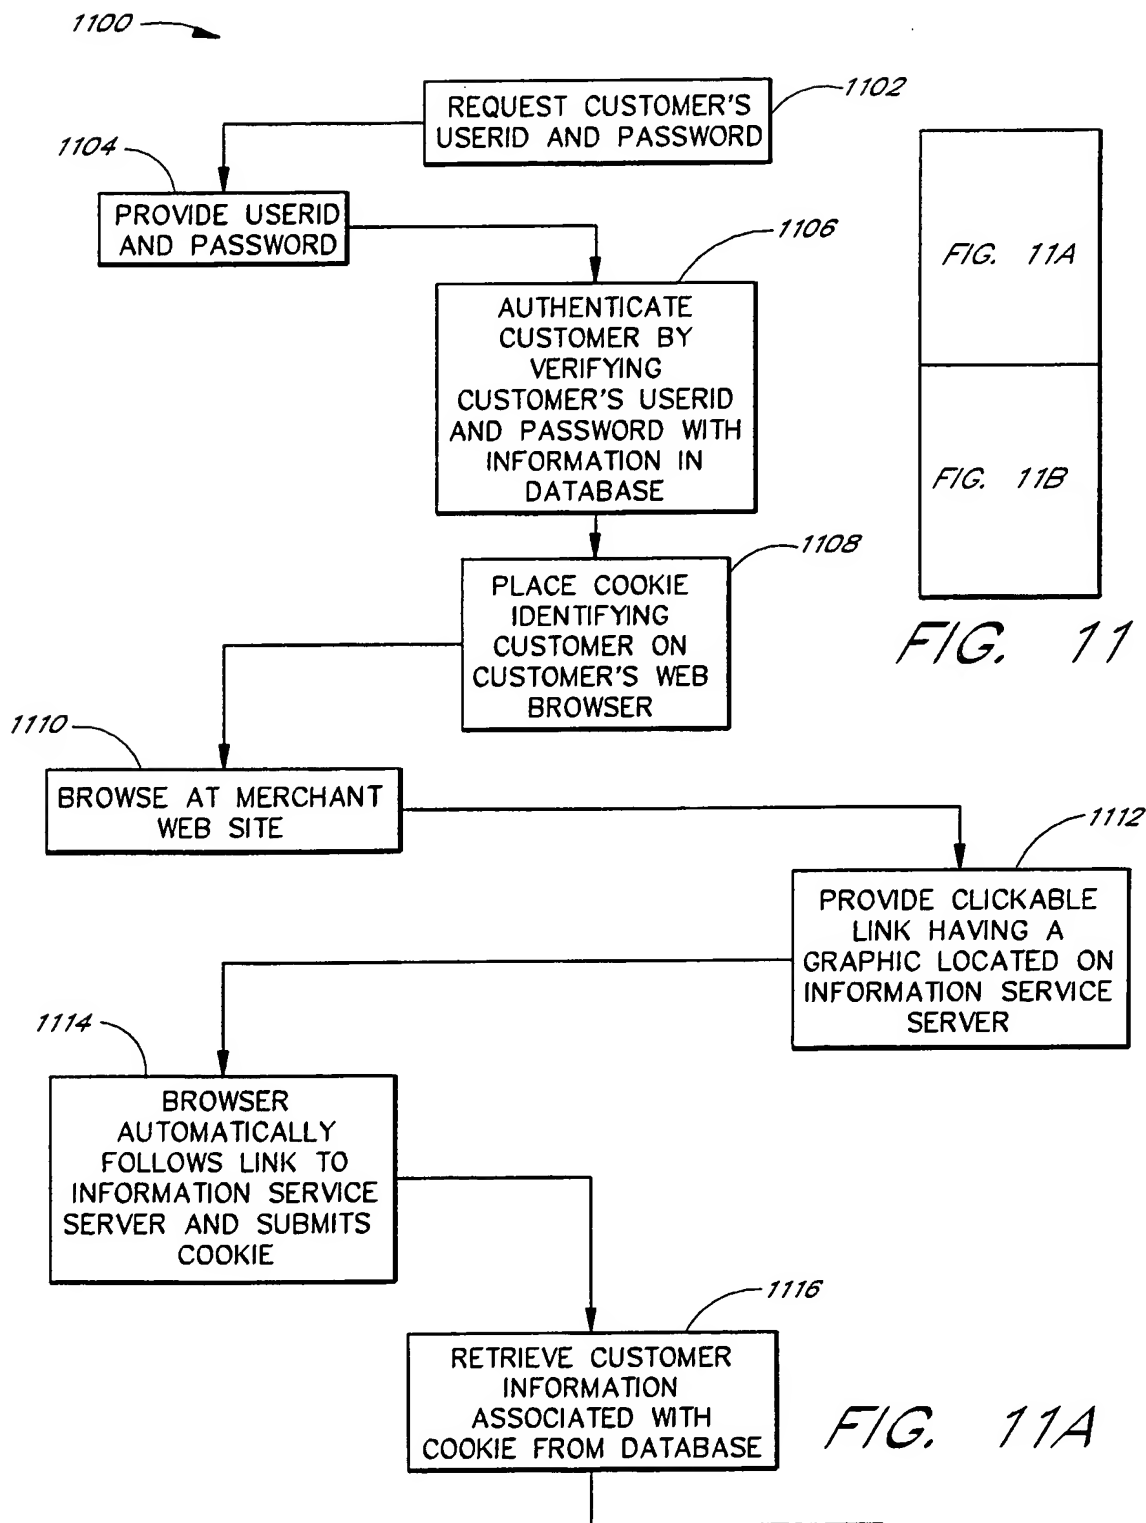 1100
1102
REQUEST CUSTOMER'S
USERID AND PASSWORD
1104
PROVIDE USERID
AND PASSWORD
1106
AUTHENTICATE
CUSTOMER BY
VERIFYING
CUSTOMER'S USERID
AND PASSWORD WITH
INFORMATION IN
DATABASE
FIG. 11A
FIG. 11B
FIG. 11
1108
PLACE COOKIE
IDENTIFYING
CUSTOMER ON
CUSTOMER'S WEB
BROWSER
1110
BROWSE AT MERCHANT
WEB SITE
1112
PROVIDE CLICKABLE
LINK HAVING A
GRAPHIC LOCATED ON
INFORMATION SERVICE
SERVER
1114
BROWSER
AUTOMATICALLY
FOLLOWS LINK TO
INFORMATION SERVICE
SERVER AND SUBMITS
COOKIE
1116
RETRIEVE CUSTOMER
INFORMATION
ASSOCIATED WITH
COOKIE FROM DATABASE
FIG. 11A